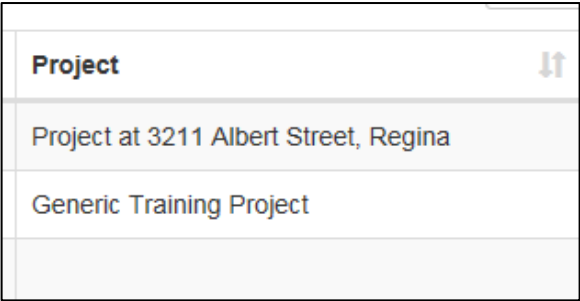 Project
Project at 3211 Albert Street, Regina
Generic Training Project